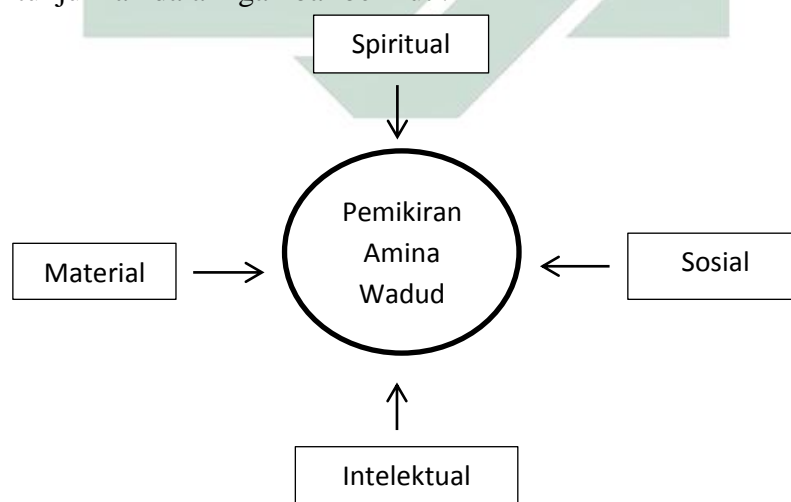 Spiritual
Pemikiran
Amina
Wadud
Material
Sosial
Intelektual